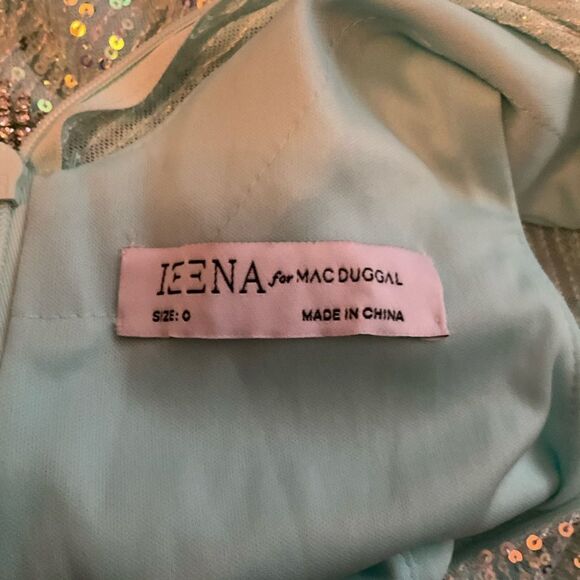 IEENA for MAC DUGGAL
SIZE: 0
MADE IN CHINA